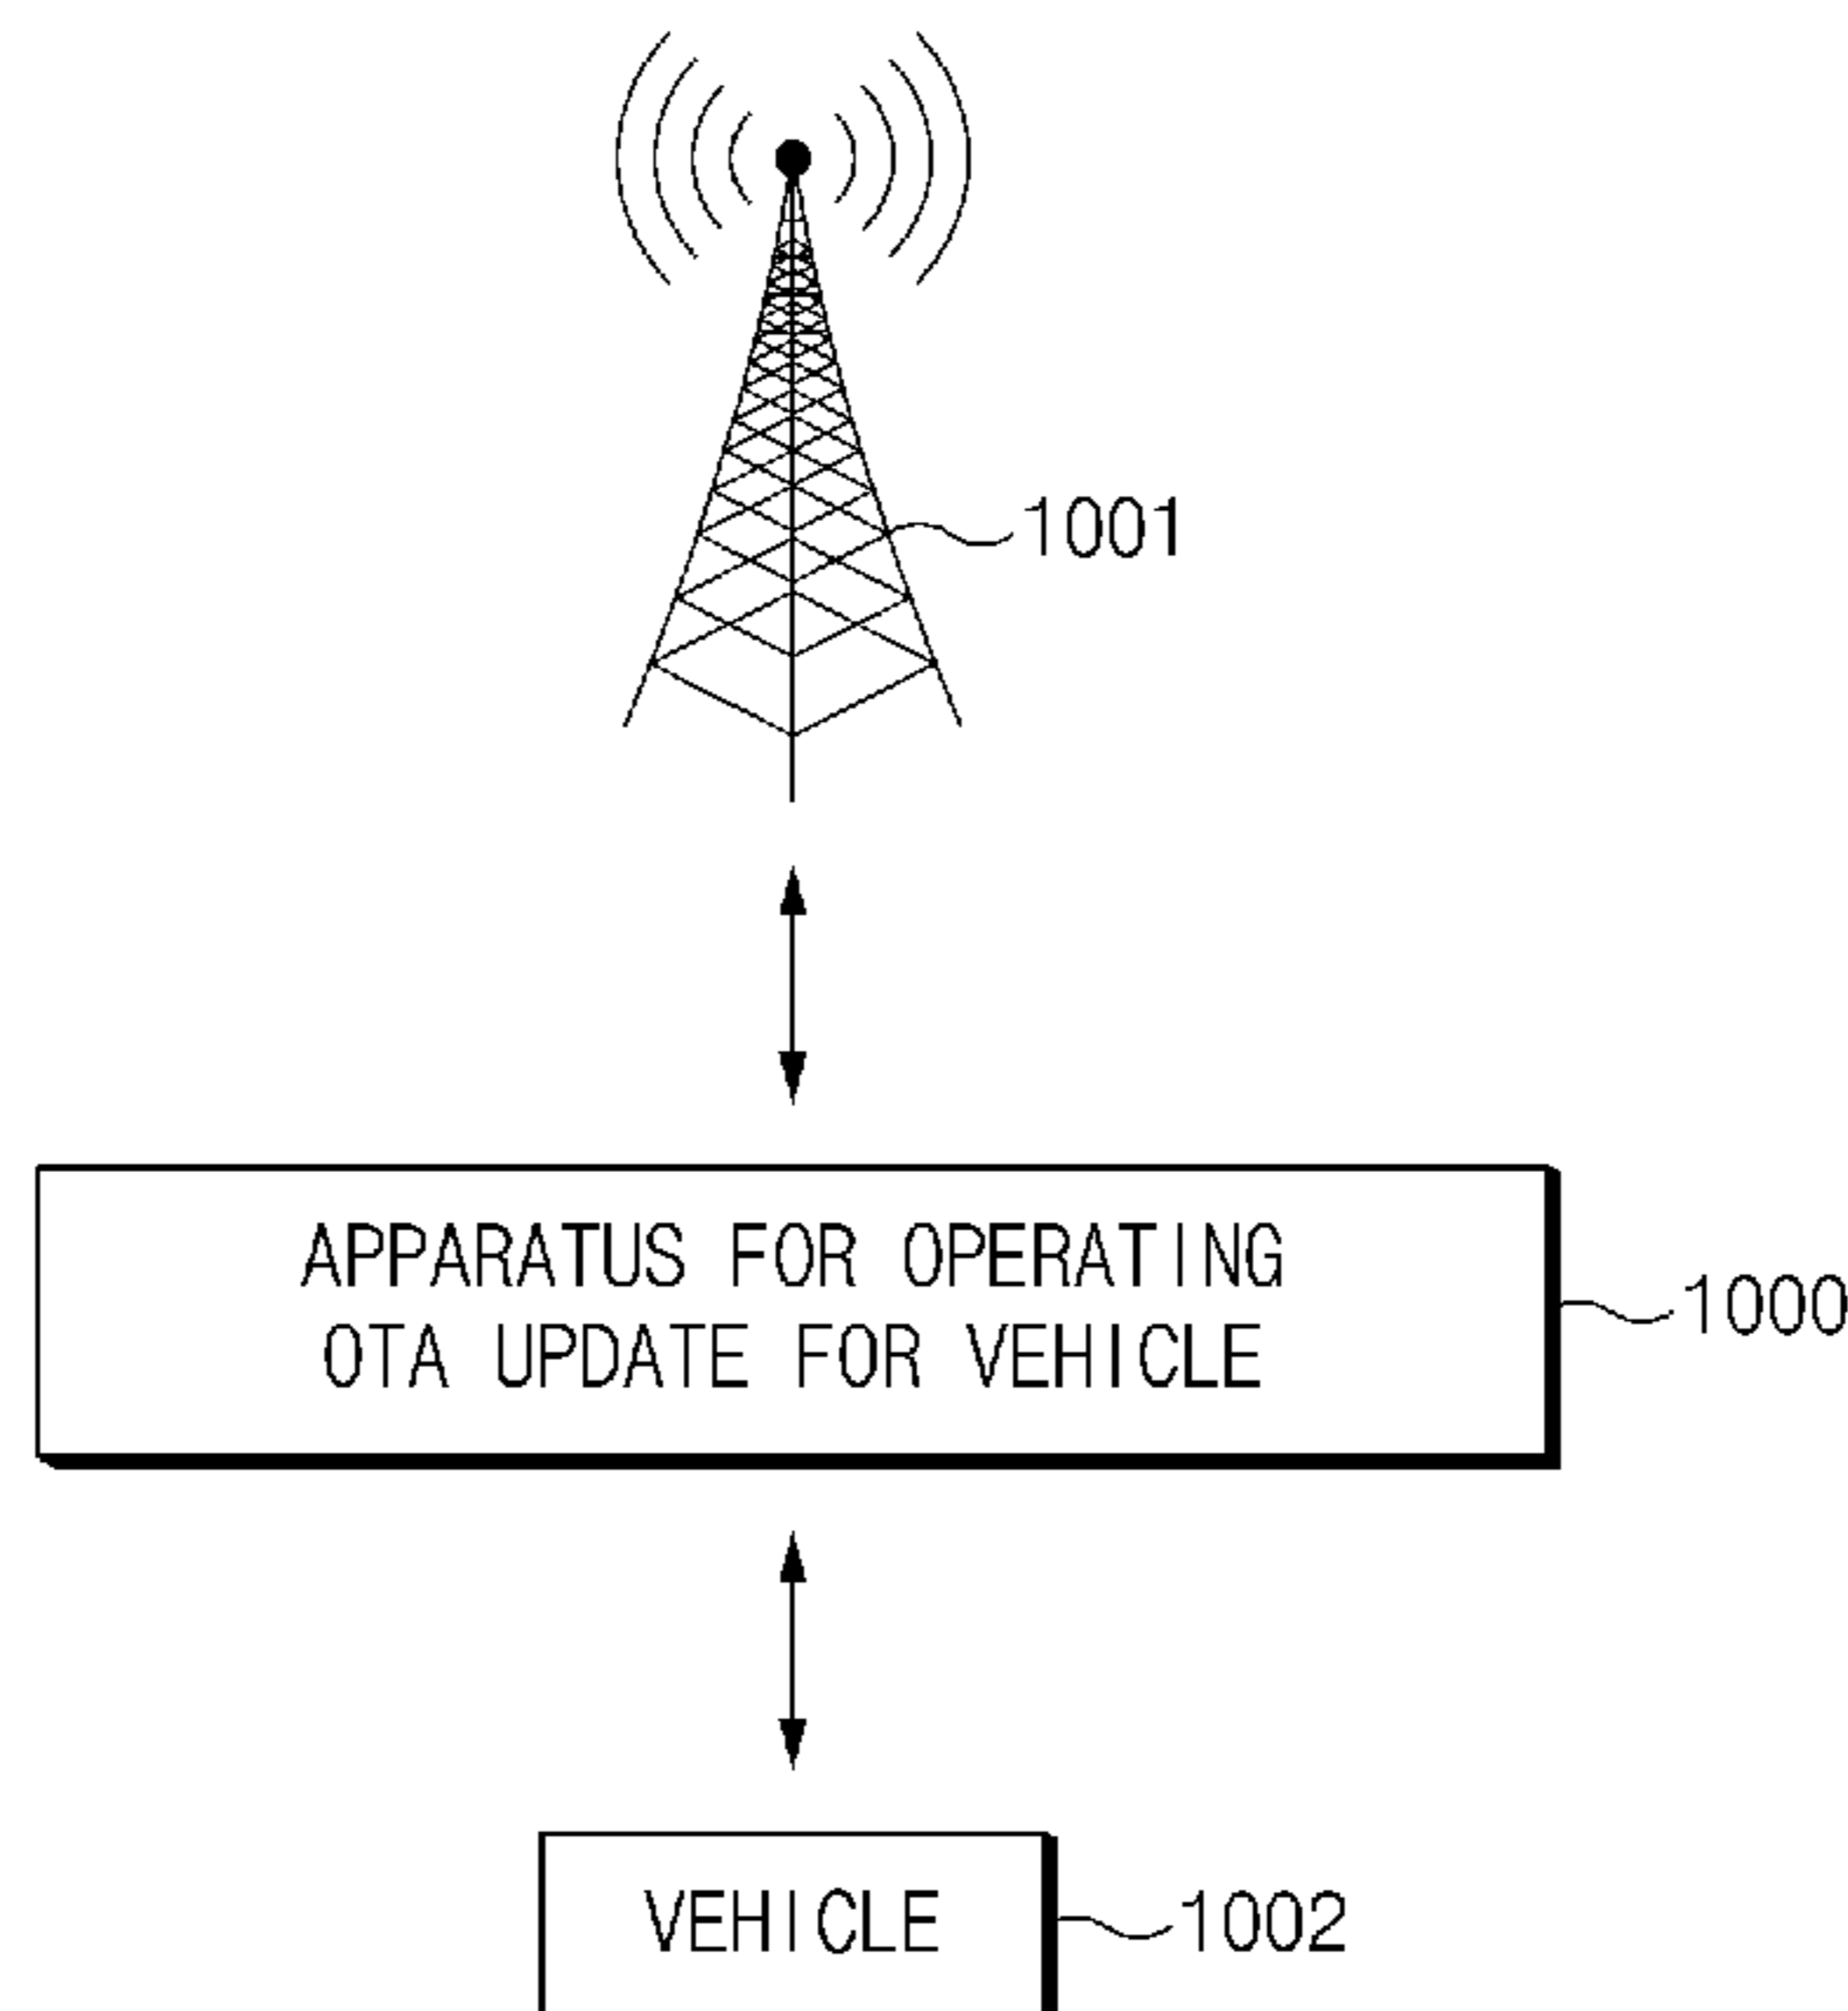 1001
APPARATUS FOR OPERATING
OTA UPDATE FOR VEHICLE
1000
VEHICLE
1002